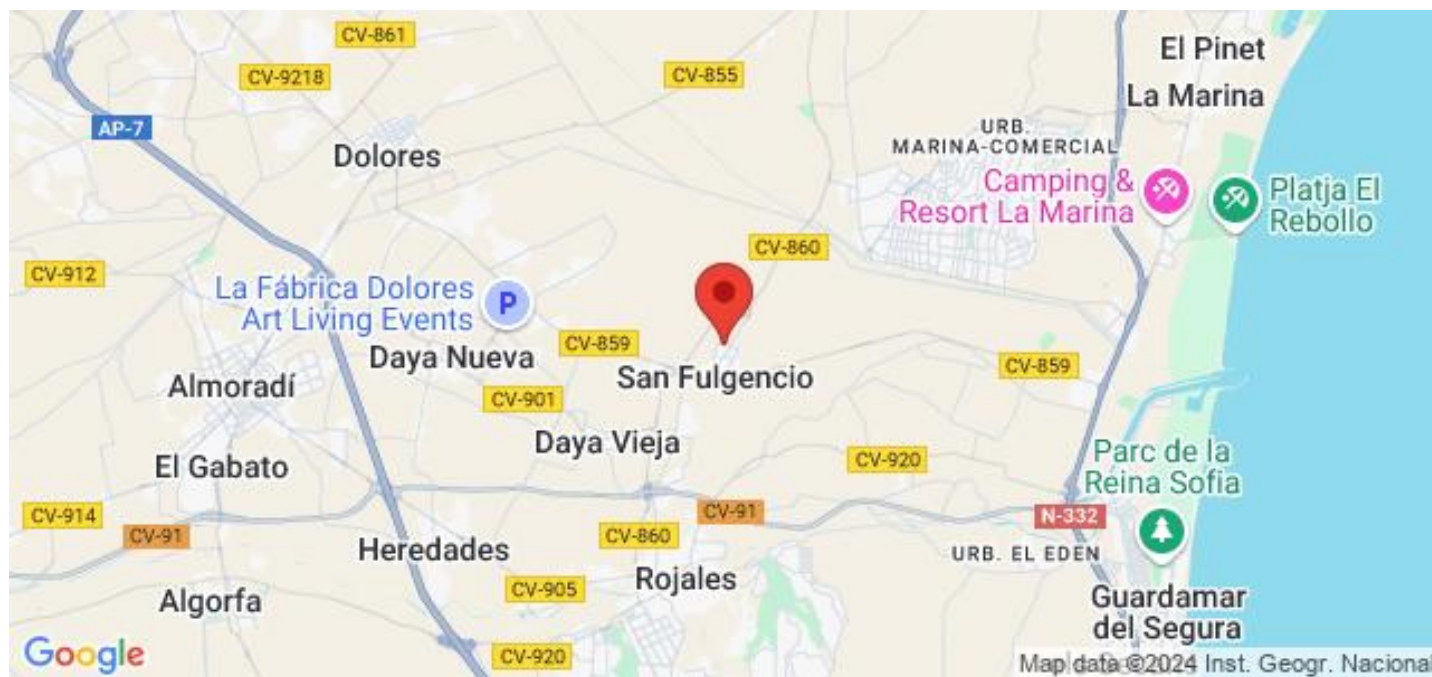 CV-861
El Pinet
CV-9218
CV-855
La Marina
AP-7
URB.
MARINA-COMERCIAL
Dolores
Camping &
Resort La Marina
Platja El
Rebollo
CV-860
CV-912
La Fábrica Dolores
Art Living Events
P
CV-859
Daya Nueva
San Fulgencio
CV-859
Almoradí
CV-901
Daya Vieja
Parc de la
Reina Sofia
El Gabato
CV-920
CV-914
CV-91
CV-91
N-332
CV-860
Heredades
URB. EL EDEN
Rojales
CV-905
Algorfa
Guardamar
del Segura
Google
CV-920
Map data ©2024 Inst. Geogr. Nacional